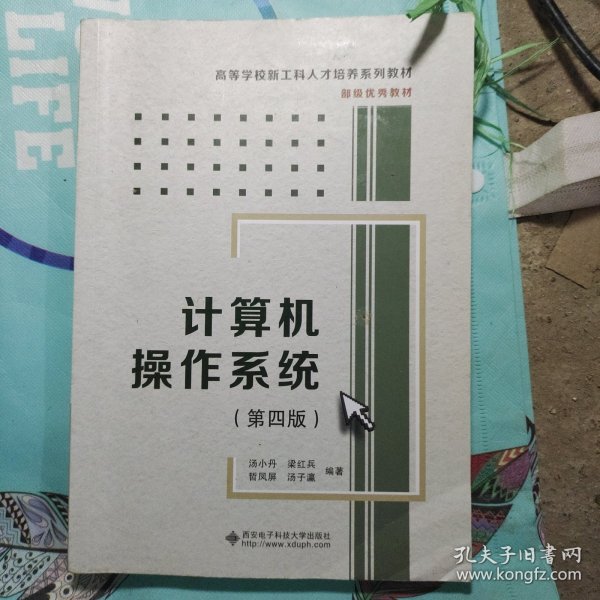 LIFE
高等学校新工科人才培养系列教材
部级优秀教材
计算机
操作系统
（第四版）
汤小丹 梁红兵
哲凤屏 汤子瀛 编著
西安电子科技大学出版社
http://www.xduph.com
孔夫子旧书网
www.kongfz.com